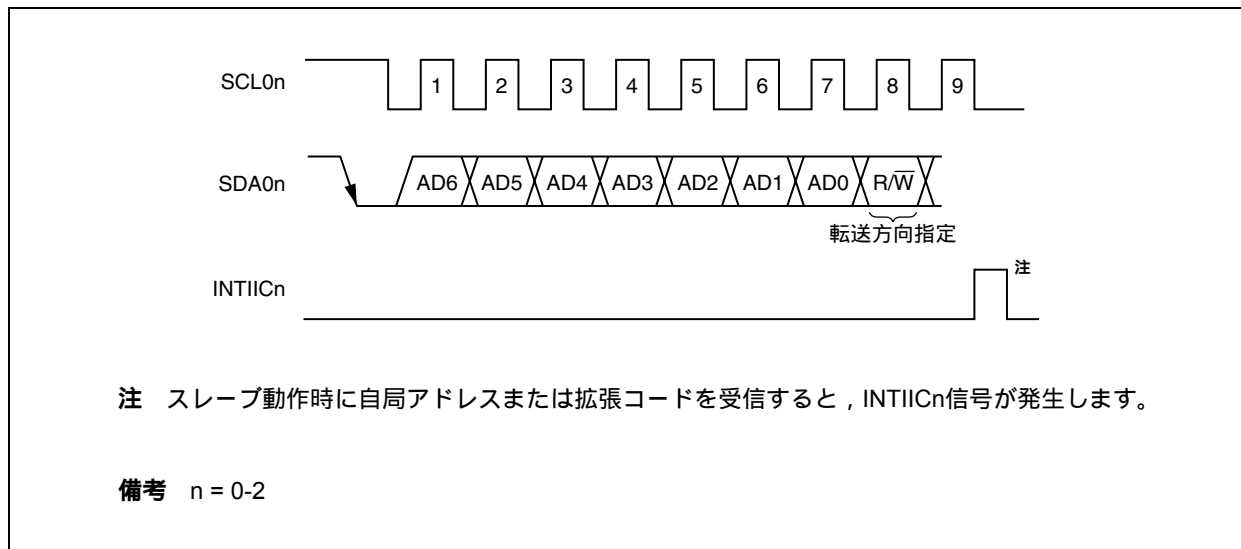 SCL0n 1 2 3 4 5 6 7 8 9
SDA0n AD6 AD5 AD4 AD3 AD2 AD1 AD0 R/W̅
転送方向指定
INTIICn 注
注 スレーブ動作時に自局アドレスまたは拡張コードを受信すると，INTIICn信号が発生します。
備考 n = 0-2